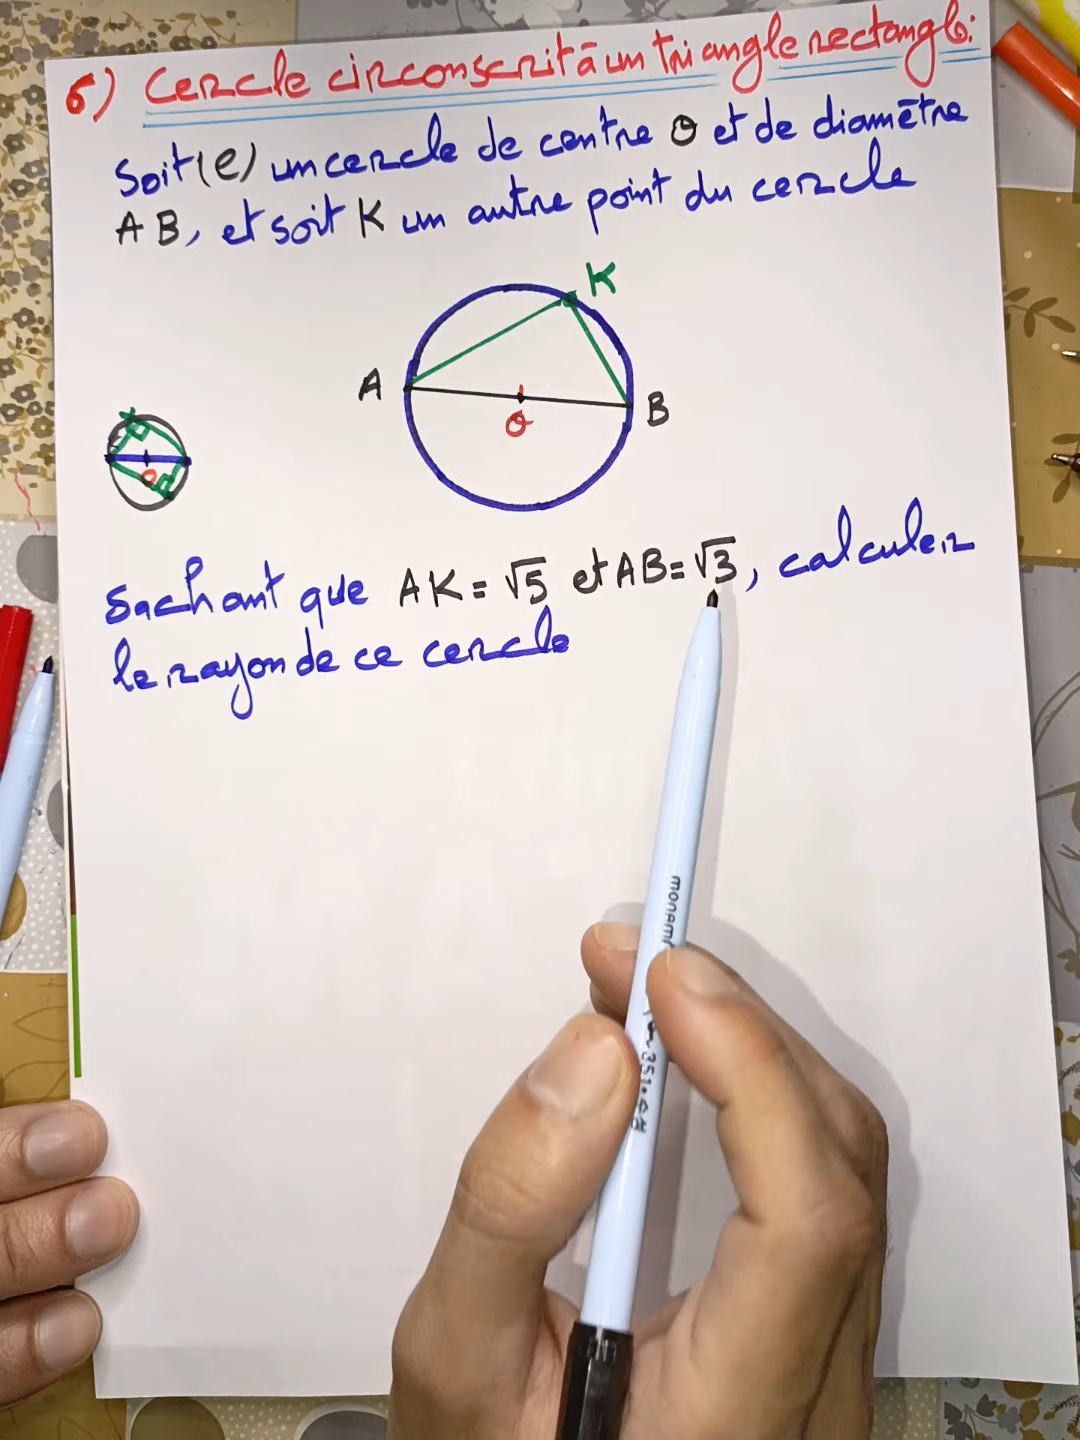 6) Cercle circonscrit à un triangle rectangle:
Soit (C) un cercle de centre O et de diamètre
AB, et soit K un autre point du cercle
K
A
B
O
O
Sachant que AK = √5 et AB = √3, calculer
le rayon de ce cercle
monami